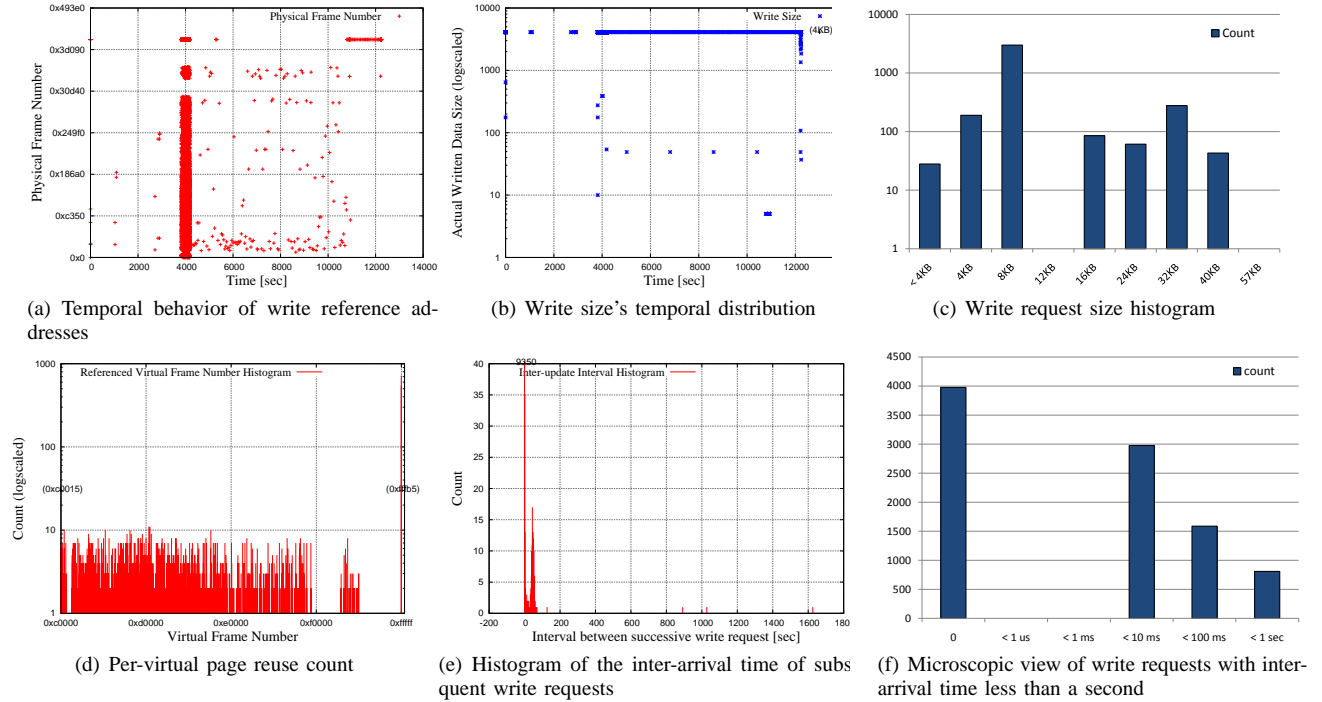 0x493e0
0x3d090
0x30d40
0x249f0
0x186a0
0xc350
0x0
Physical Frame Number
Physical Frame Number
0
2000
4000
6000
8000
10000
12000
14000
Time [sec]
(a) Temporal behavior of write reference ad-
dresses
10000
1000
100
10
1
Actual Written Data Size (logscaled)
Write Size
(4KB)
0
2000
4000
6000
8000
10000
12000
Time [sec]
(b) Write size's temporal distribution
10000
1000
100
10
1
Count
< 4KB
4KB
8KB
12KB
16KB
24KB
32KB
40KB
57KB
(c) Write request size histogram
1000
100
10
1
Count (logscaled)
Referenced Virtual Frame Number Histogram
(0xc0015)
0xc0000
0xd0000
0xe0000
0xf0000
0xfffff
Virtual Frame Number
(d) Per-virtual page reuse count
9350
40
35
30
25
20
15
10
5
0
Count
Inter-update Interval Histogram
-200
0
200
400
600
800
1000
1200
1400
1600
180
Interval between successive write request [sec]
(e) Histogram of the inter-arrival time of subs
quent write requests
4500
4000
3500
3000
2500
2000
1500
1000
500
0
count
0
< 1 us
< 1 ms
< 10 ms
< 100 ms
< 1 sec
(f) Microscopic view of write requests with inter-
arrival time less than a second